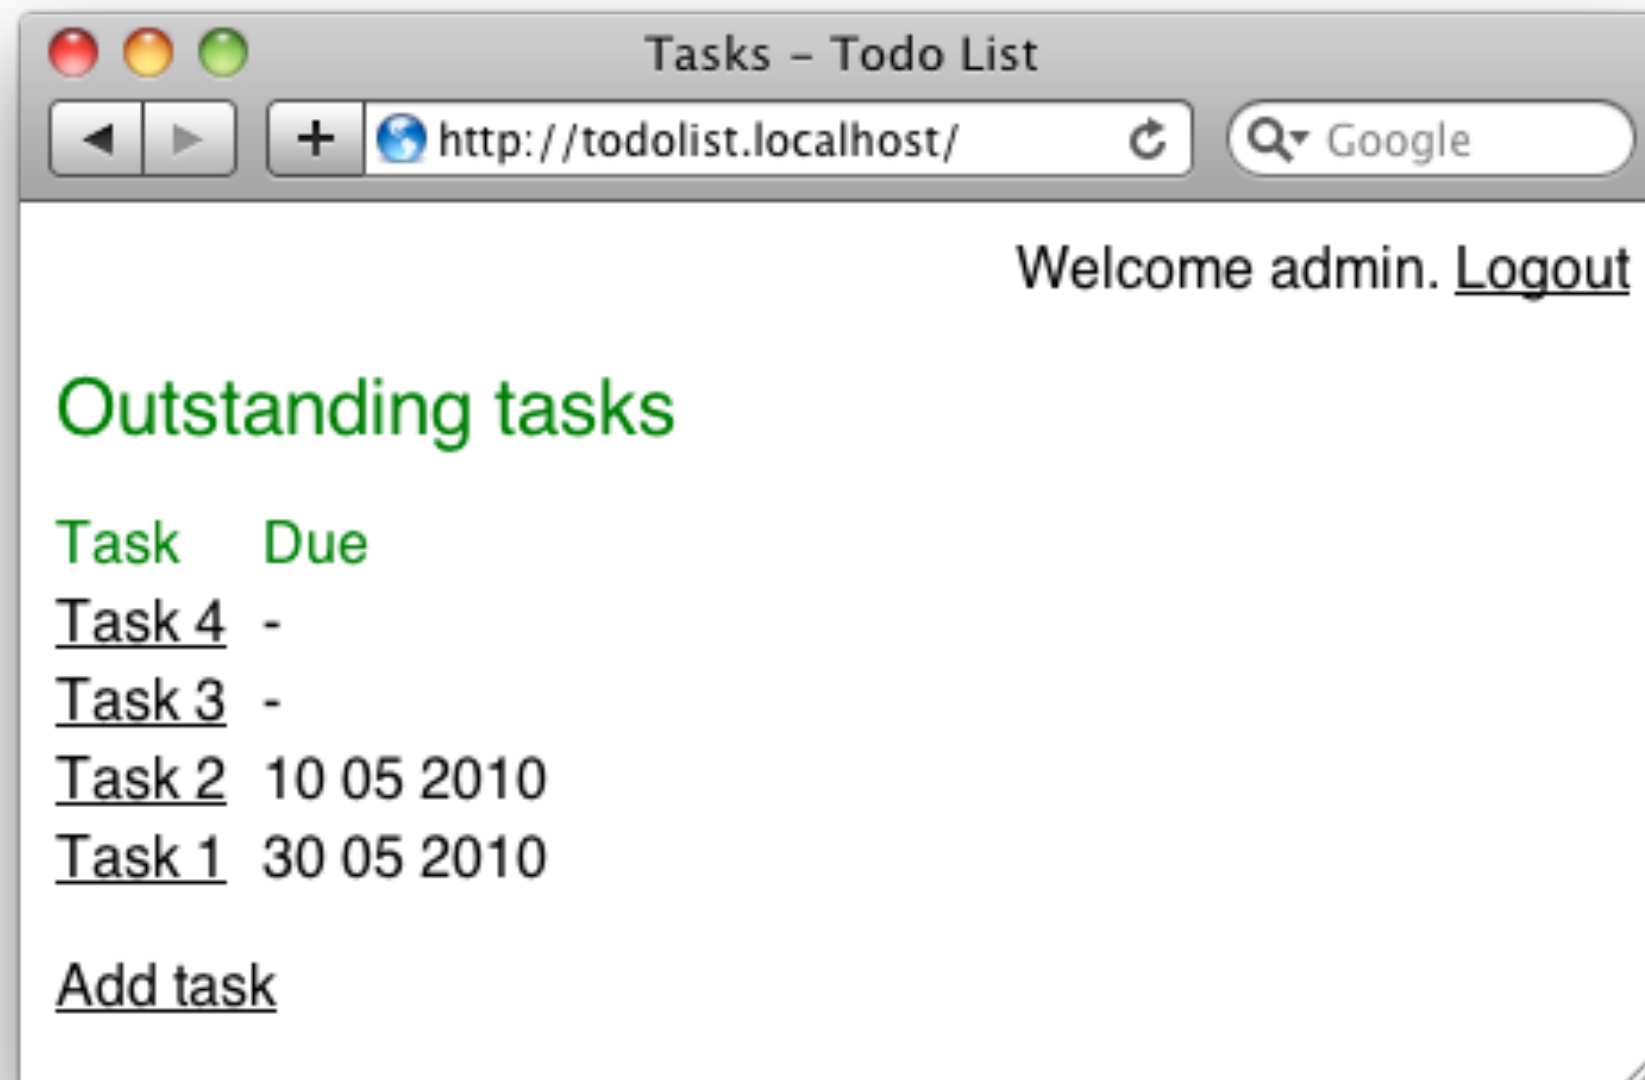 Tasks – Todo List
http://todolist.localhost/ Google
Welcome admin. Logout
Outstanding tasks
Task Due
Task 4 -
Task 3 -
Task 2 10 05 2010
Task 1 30 05 2010
Add task